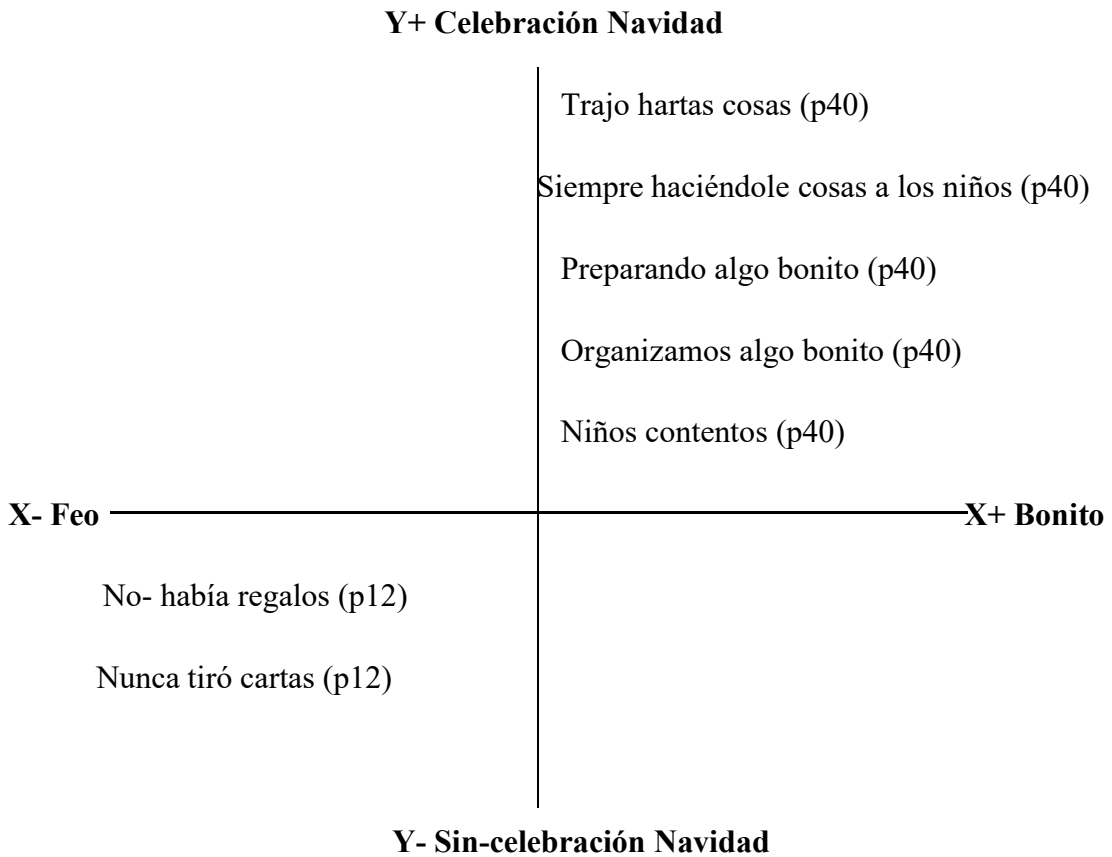 Y+ Celebración Navidad
Trajo hartas cosas (p40)
Siempre haciéndole cosas a los niños (p40)
Preparando algo bonito (p40)
Organizamos algo bonito (p40)
Niños contentos (p40)
X- Feo
X+ Bonito
No- había regalos (p12)
Nunca tiró cartas (p12)
Y- Sin-celebración Navidad